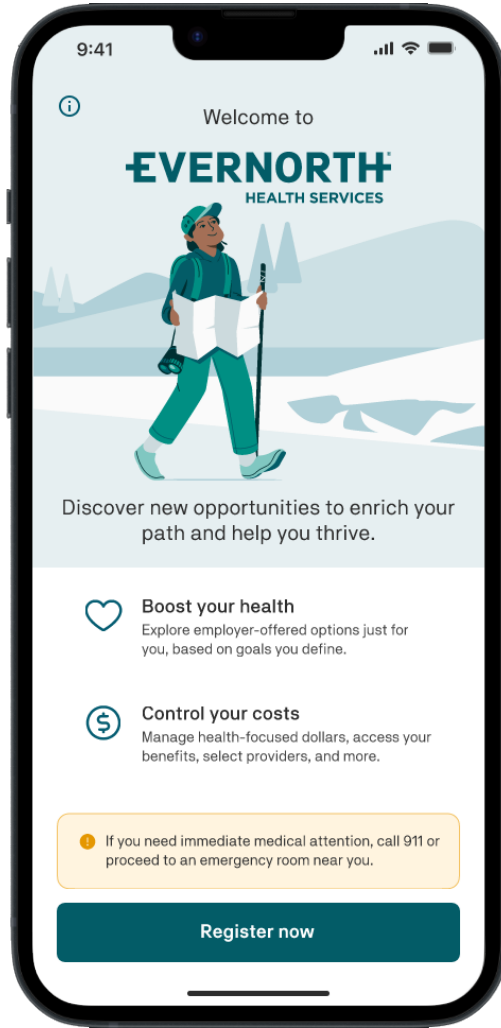 9:41
Welcome to
EVERNORTH
HEALTH SERVICES
Discover new opportunities to enrich your
path and help you thrive.
Boost your health
Explore employer-offered options just for
you, based on goals you define.
Control your costs
Manage health-focused dollars, access your
benefits, select providers, and more.
If you need immediate medical attention, call 911 or
proceed to an emergency room near you.
Register now